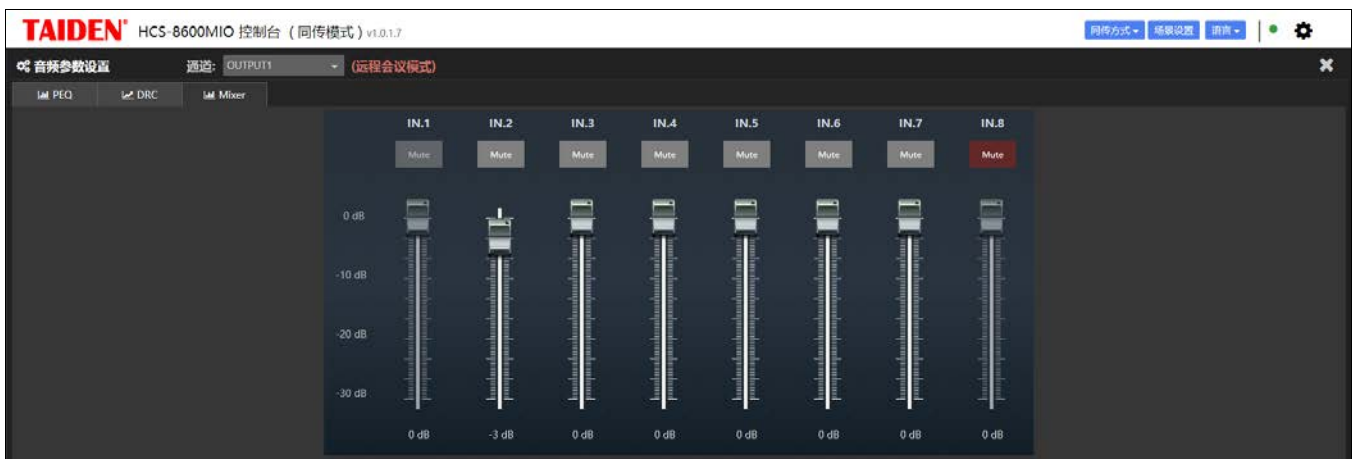 TAIDEN® HCS-8600MIO 控制台 ( 同传模式 ) v1.0.1.7 同传方式 场景设置 语言
音频参数设置 通道: OUTPUT1 (远程会议模式)
PEQ DRC Mixer
IN.1 IN.2 IN.3 IN.4 IN.5 IN.6 IN.7 IN.8
Mute Mute Mute Mute Mute Mute Mute Mute
0 dB
-10 dB
-20 dB
-30 dB
0 dB -3 dB 0 dB 0 dB 0 dB 0 dB 0 dB 0 dB